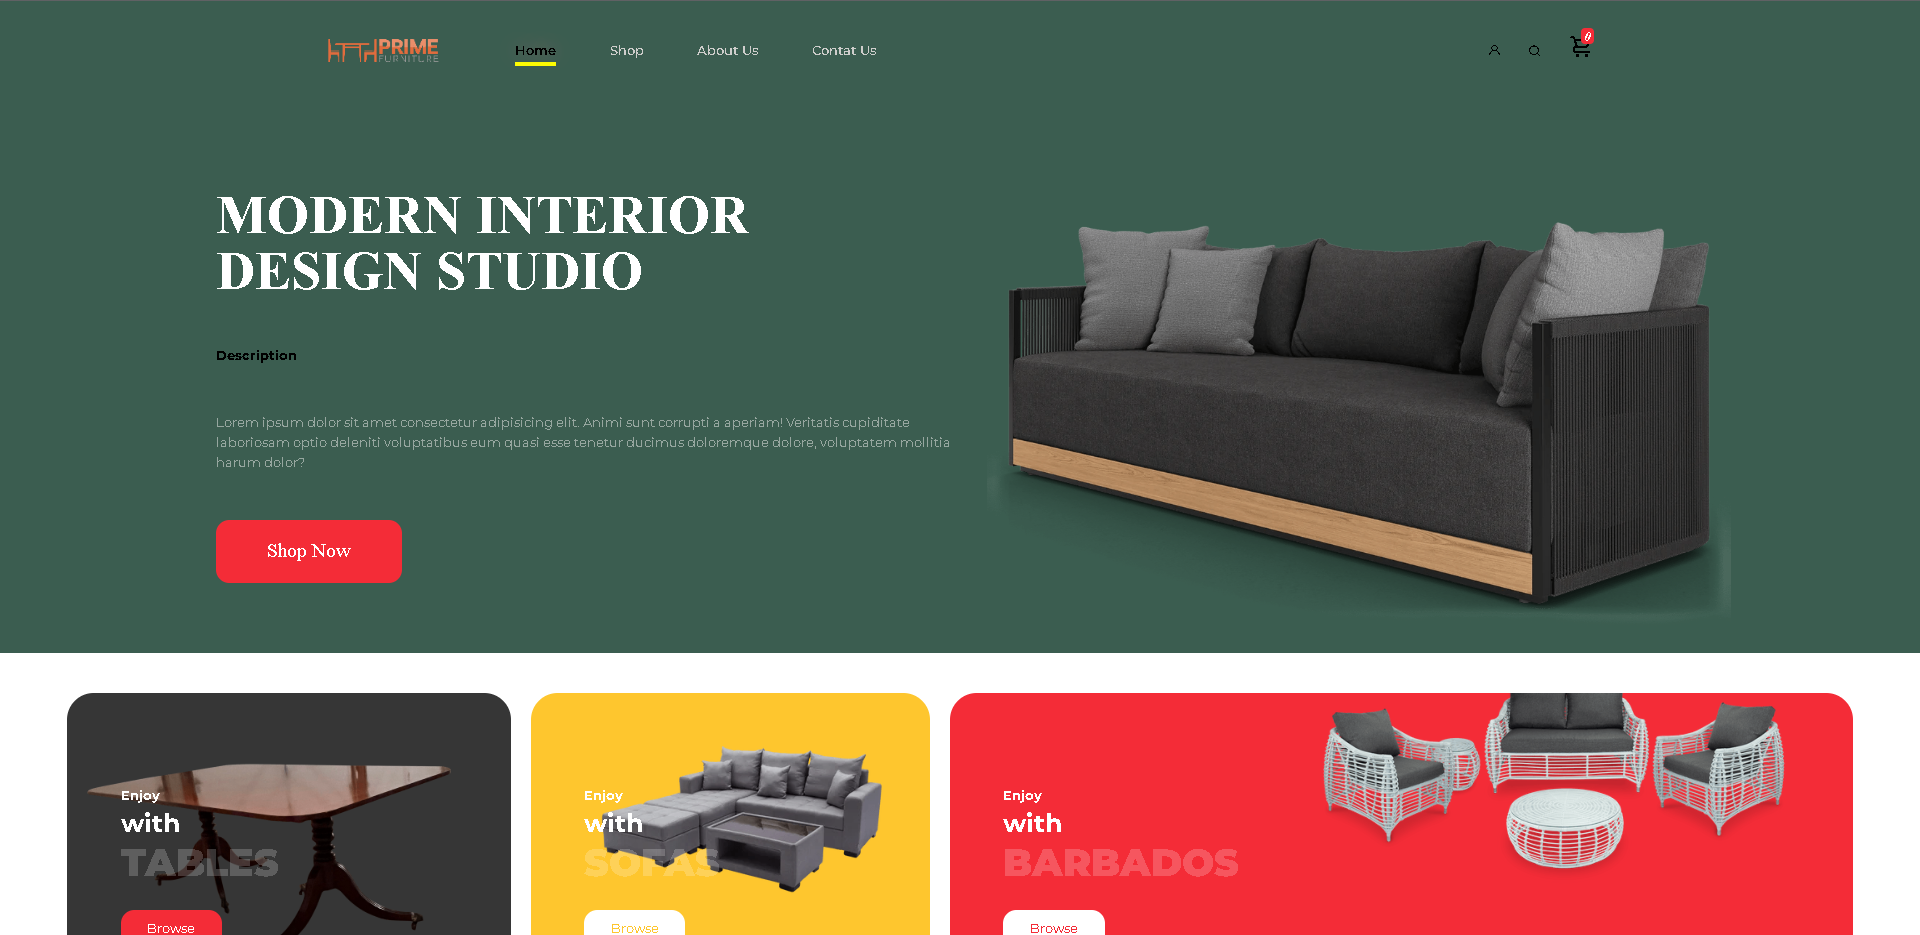 PRIME
FURNITURE
Home
Shop
About Us
Contat Us
0
MODERN INTERIOR
DESIGN STUDIO
Description
Lorem ipsum dolor sit amet consectetur adipisicing elit. Animi sunt corrupti a aperiam! Veritatis cupiditate
laboriosam optio deleniti voluptatibus eum quasi esse tenetur ducimus doloremque dolore, voluptatem mollitia
harum dolor?
Shop Now
Enjoy
with
TABLES
Browse
Enjoy
with
SOFAS
Browse
Enjoy
with
BARBADOS
Browse